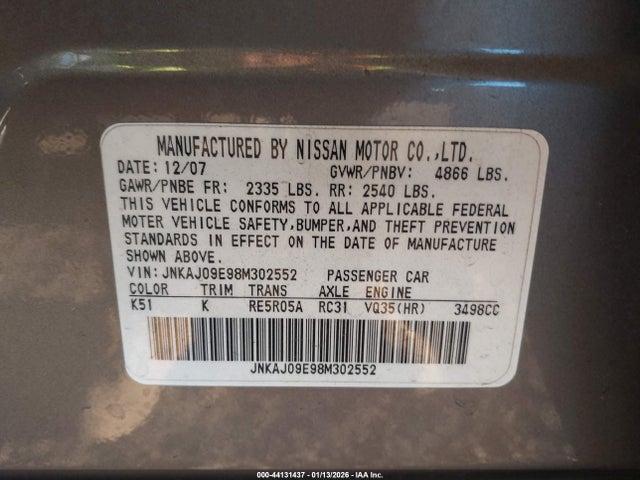 MANUFACTURED BY NISSAN MOTOR CO.,LTD.
DATE: 12/07 GVWR/PNBV: 4866 LBS.
GAWR/PNBE FR: 2335 LBS. RR: 2540 LBS.
THIS VEHICLE CONFORMS TO ALL APPLICABLE FEDERAL
MOTER VEHICLE SAFETY,BUMPER,AND THEFT PREVENTION
STANDARDS IN EFFECT ON THE DATE OF MANUFACTURE
SHOWN ABOVE.
VIN: JNKAJ09E98M302552 PASSENGER CAR
COLOR TRIM TRANS AXLE ENGINE
K51 K RE5R05A RC31 VQ35(HR) 3498CC
JNKAJ09E98M302552
000-44131437 - 01/13/2026 - IAA Inc.